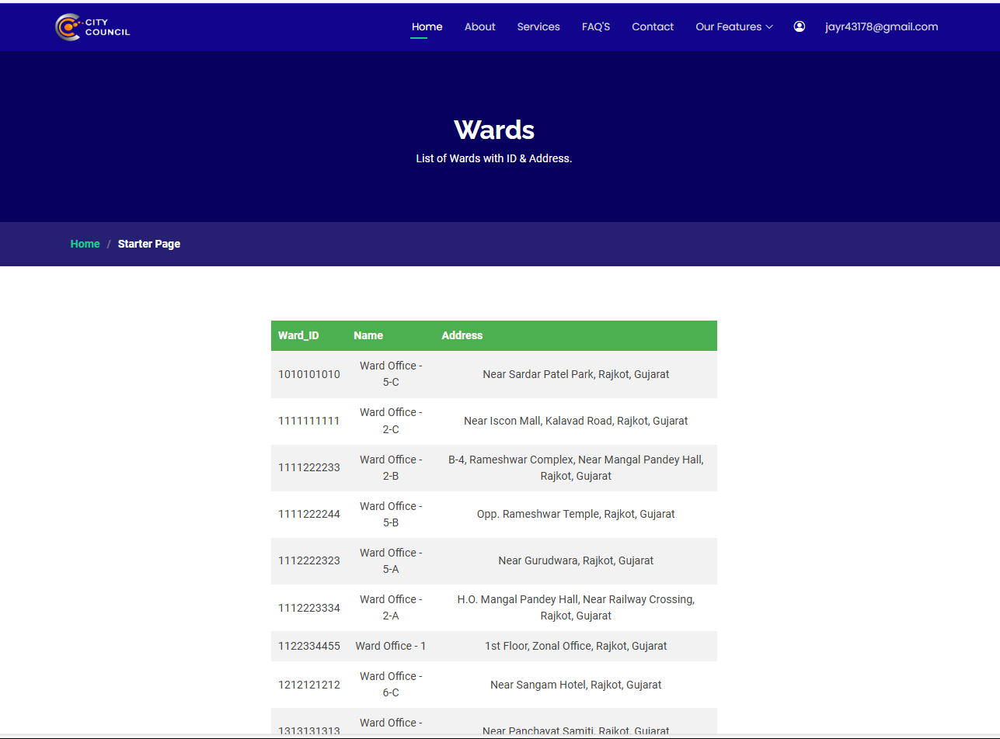 CITY
COUNCIL
Home About Services FAQ'S Contact Our Features jayr43178@gmail.com
Wards
List of Wards with ID & Address.
Home / Starter Page
Ward_ID Name Address
1010101010 Ward Office - 5-C Near Sardar Patel Park, Rajkot, Gujarat
1111111111 Ward Office - 2-C Near Iscon Mall, Kalavad Road, Rajkot, Gujarat
1111222233 Ward Office - 2-B B-4, Rameshwar Complex, Near Mangal Pandey Hall, Rajkot, Gujarat
1111222244 Ward Office - 5-B Opp. Rameshwar Temple, Rajkot, Gujarat
1112222323 Ward Office - 5-A Near Gurudwara, Rajkot, Gujarat
1112223334 Ward Office - 2-A H.O. Mangal Pandey Hall, Near Railway Crossing, Rajkot, Gujarat
1122334455 Ward Office - 1 1st Floor, Zonal Office, Rajkot, Gujarat
1212121212 Ward Office - 6-C Near Sangam Hotel, Rajkot, Gujarat
1313131313 Ward Office - Near Panchayat Samiti, Rajkot, Gujarat